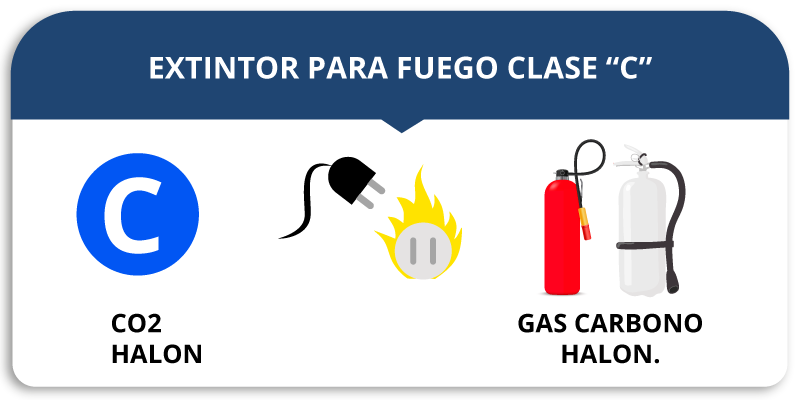 EXTINTOR PARA FUEGO CLASE “C”
C
CO2
HALON
GAS CARBONO
HALON.